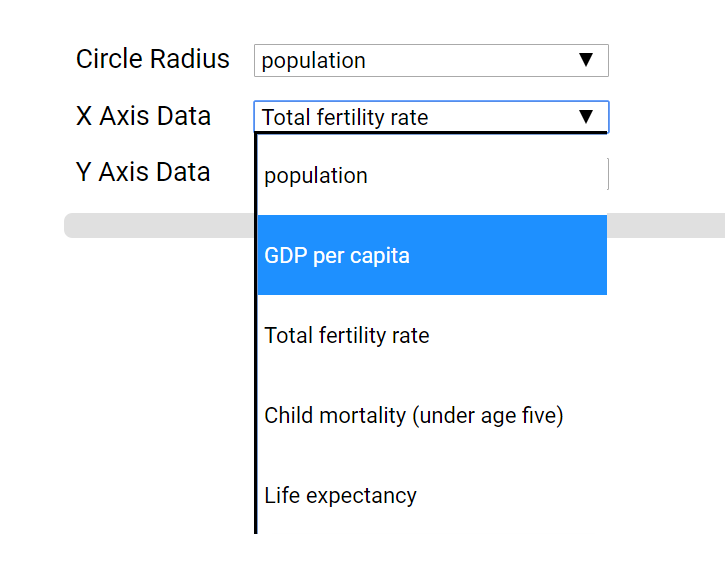 Circle Radius population ▼
X Axis Data Total fertility rate ▼
Y Axis Data
population
GDP per capita
Total fertility rate
Child mortality (under age five)
Life expectancy